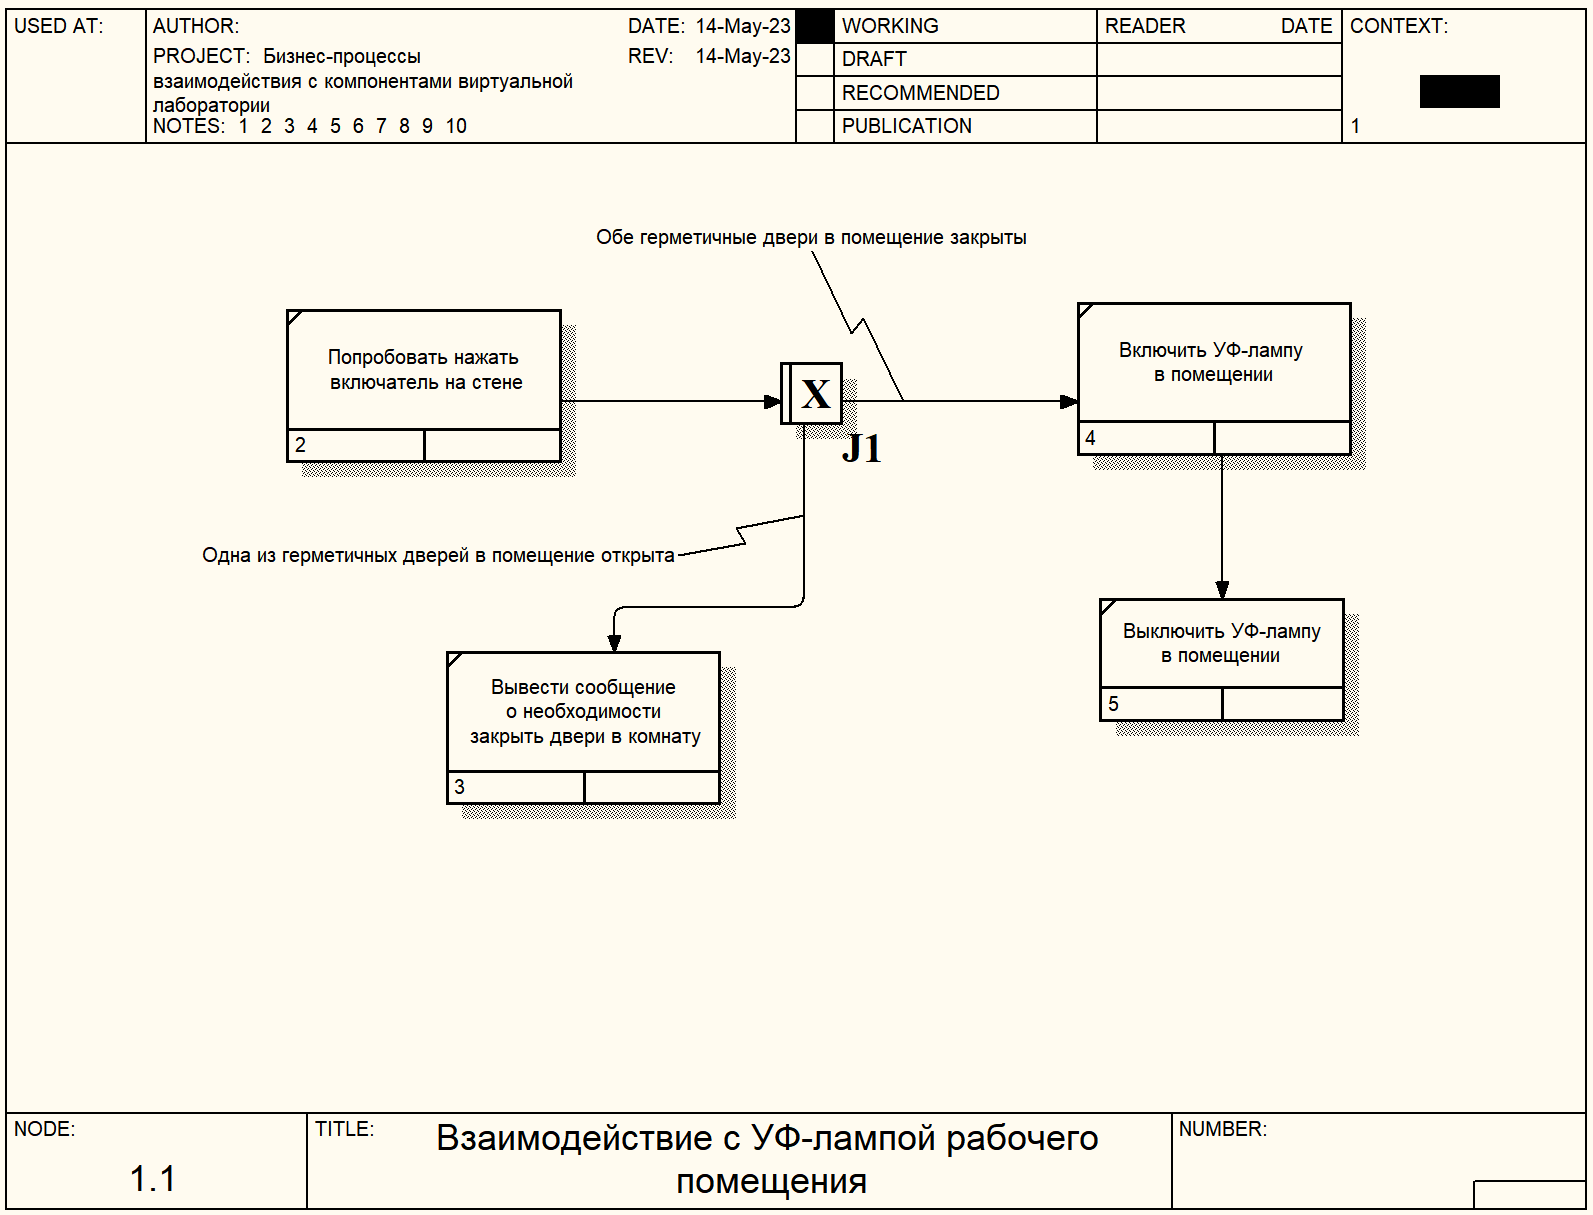 USED AT:
AUTHOR:
DATE: 14-May-23
PROJECT: Бизнес-процессы
взаимодействия с компонентами виртуальной
лаборатории
REV: 14-May-23
NOTES: 1 2 3 4 5 6 7 8 9 10
WORKING
DRAFT
RECOMMENDED
PUBLICATION
READER DATE
CONTEXT:
1
Обе герметичные двери в помещение закрыты
Попробовать нажать
включатель на стене
2
X
J1
Включить УФ-лампу
в помещении
4
Одна из герметичных дверей в помещение открыта
Вывести сообщение
о необходимости
закрыть двери в комнату
3
Выключить УФ-лампу
в помещении
5
NODE:
1.1
TITLE:
Взаимодействие с УФ-лампой рабочего
помещения
NUMBER: